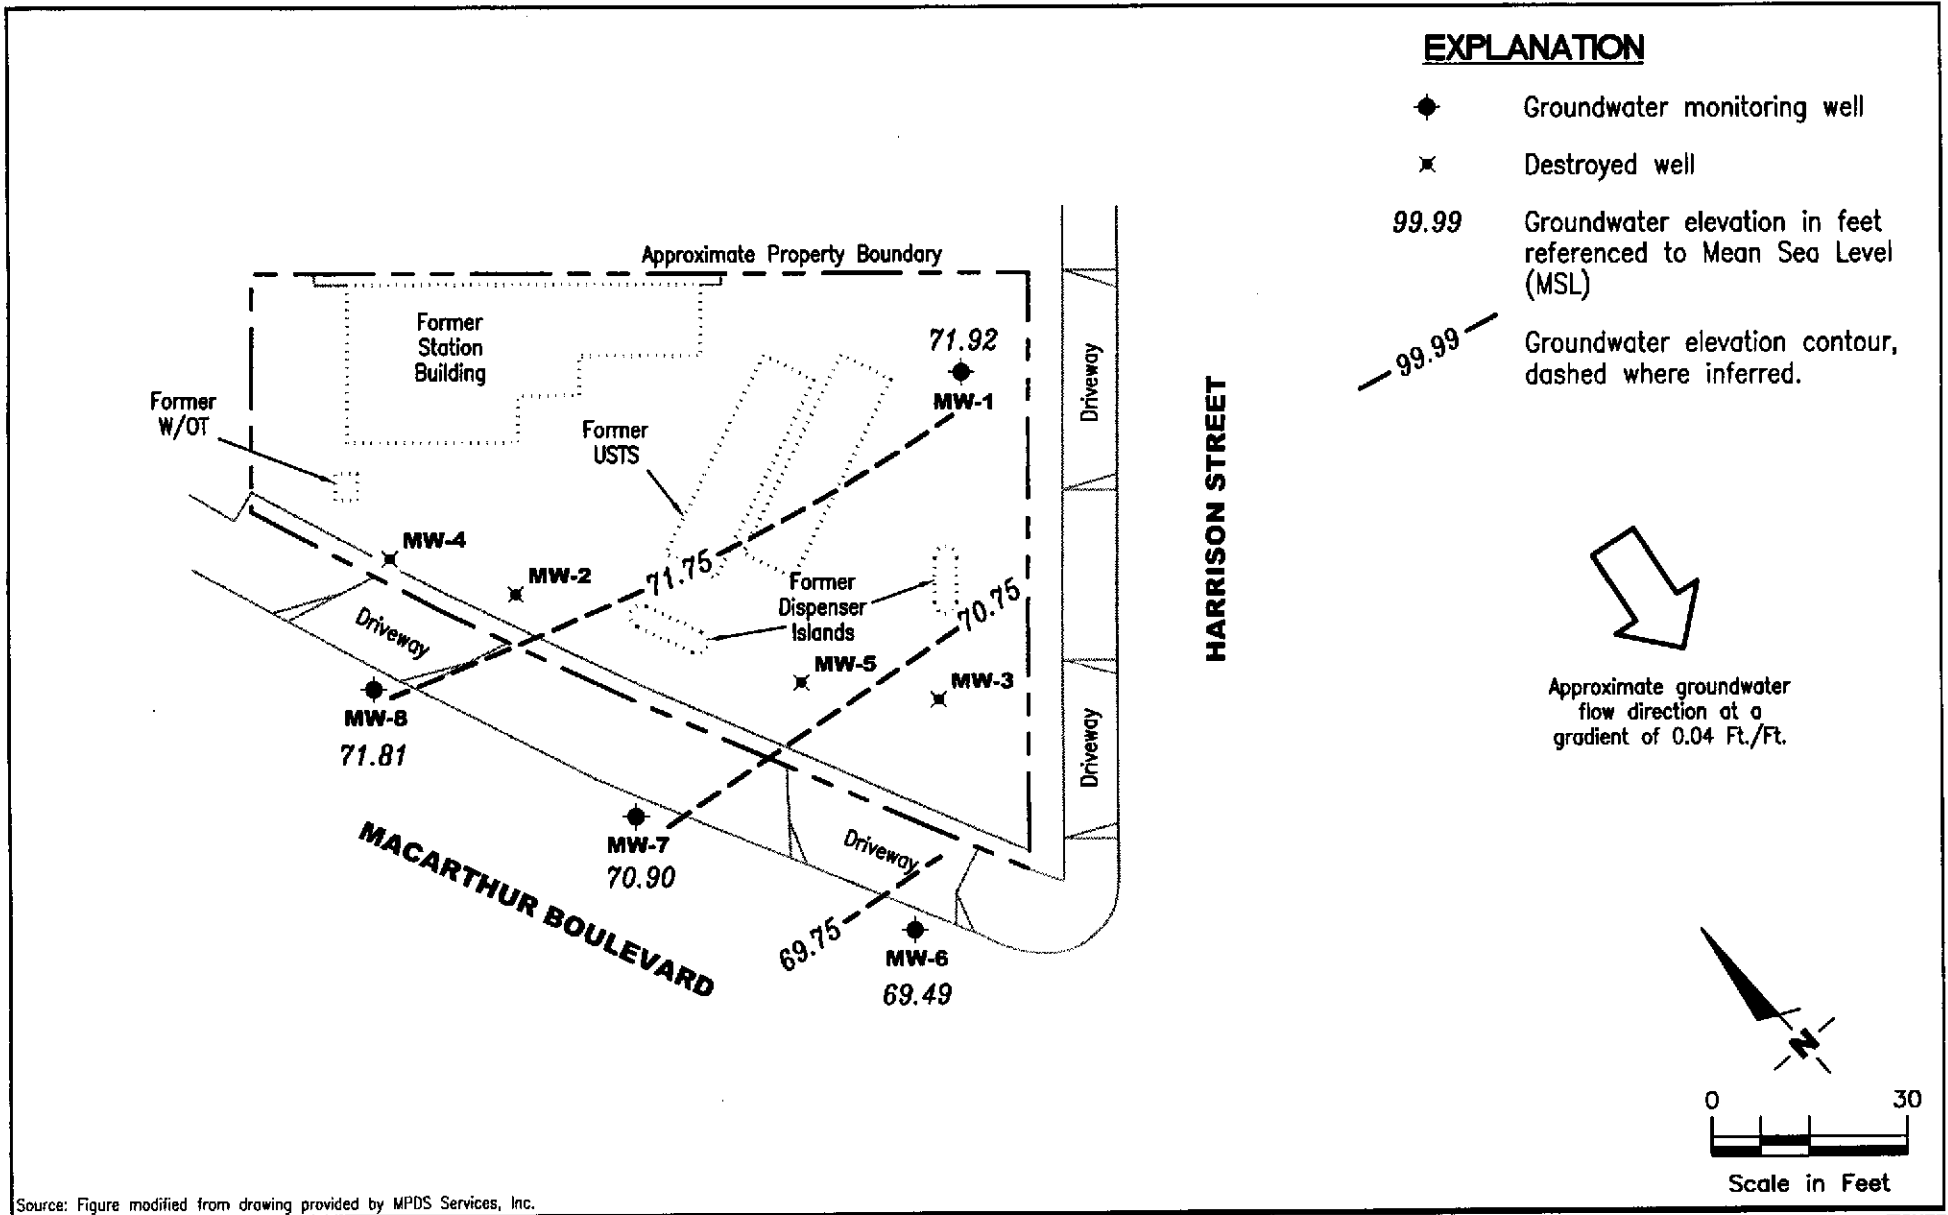 EXPLANATION
Groundwater monitoring well
Destroyed well
99.99
Groundwater elevation in feet
referenced to Mean Sea Level
(MSL)
99.99
Groundwater elevation contour,
dashed where inferred.
Approximate Property Boundary
Former
Station
Building
71.92
MW-1
Driveway
HARRISON STREET
Former
W/OT
Former
USTS
MW-4
MW-2
71.75
Former
Dispenser
Islands
70.75
Driveway
MW-5
MW-3
MW-8
71.81
Driveway
MW-7
70.90
Driveway
MACARTHUR BOULEVARD
69.75
MW-6
69.49
Approximate groundwater
flow direction at a
gradient of 0.04 Ft./Ft.
N
0 30
Scale in Feet
Source: Figure modified from drawing provided by MPDS Services, Inc.